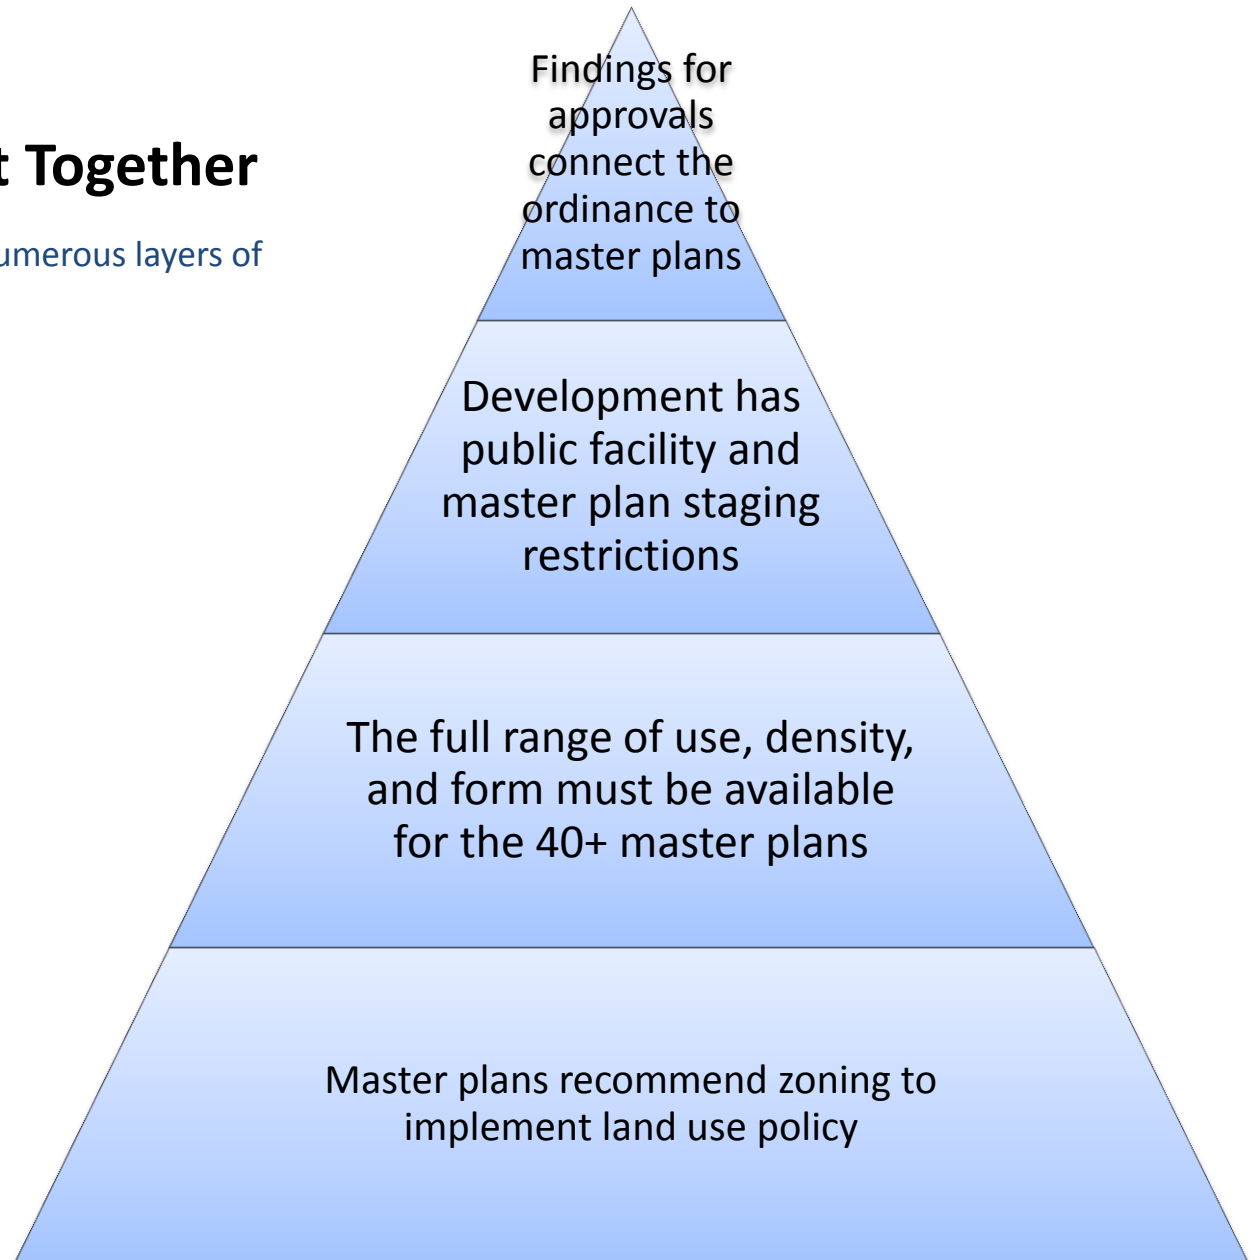 t Together
umerous layers of
Findings for
approvals
connect the
ordinance to
master plans
Development has
public facility and
master plan staging
restrictions
The full range of use, density,
and form must be available
for the 40+ master plans
Master plans recommend zoning to
implement land use policy